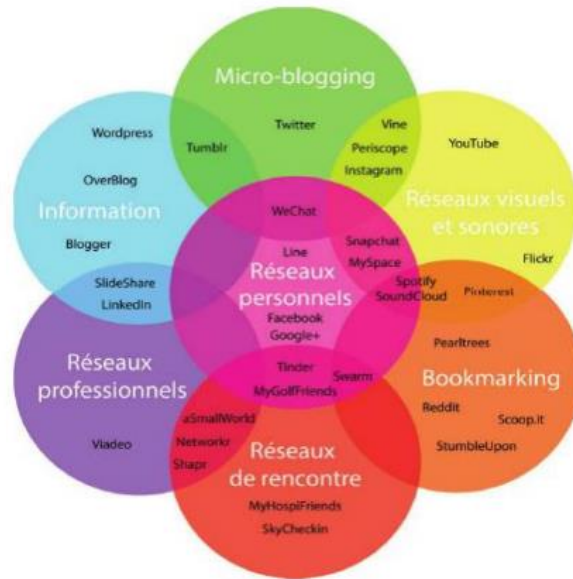 Micro-blogging
Twitter
Wordpress
Tumblr
OverBlog
Information
Blogger
SlideShare
LinkedIn
Vine
Periscope
Instagram
YouTube
Réseaux visuels
et sonores
Flickr
WeChat
Line
Snapchat
MySpace
Réseaux
personnels
Spotify
SoundCloud
Pinterest
Facebook
Google+
Tinder
Swarm
MyGolfFriends
Réseaux
professionnels
Viadeo
aSmallWorld
Networkr
Shapr
Pearltrees
Bookmarking
Reddit
Scoop.it
StumbleUpon
Réseaux
de rencontre
MyHospiFriends
SkyCheckin